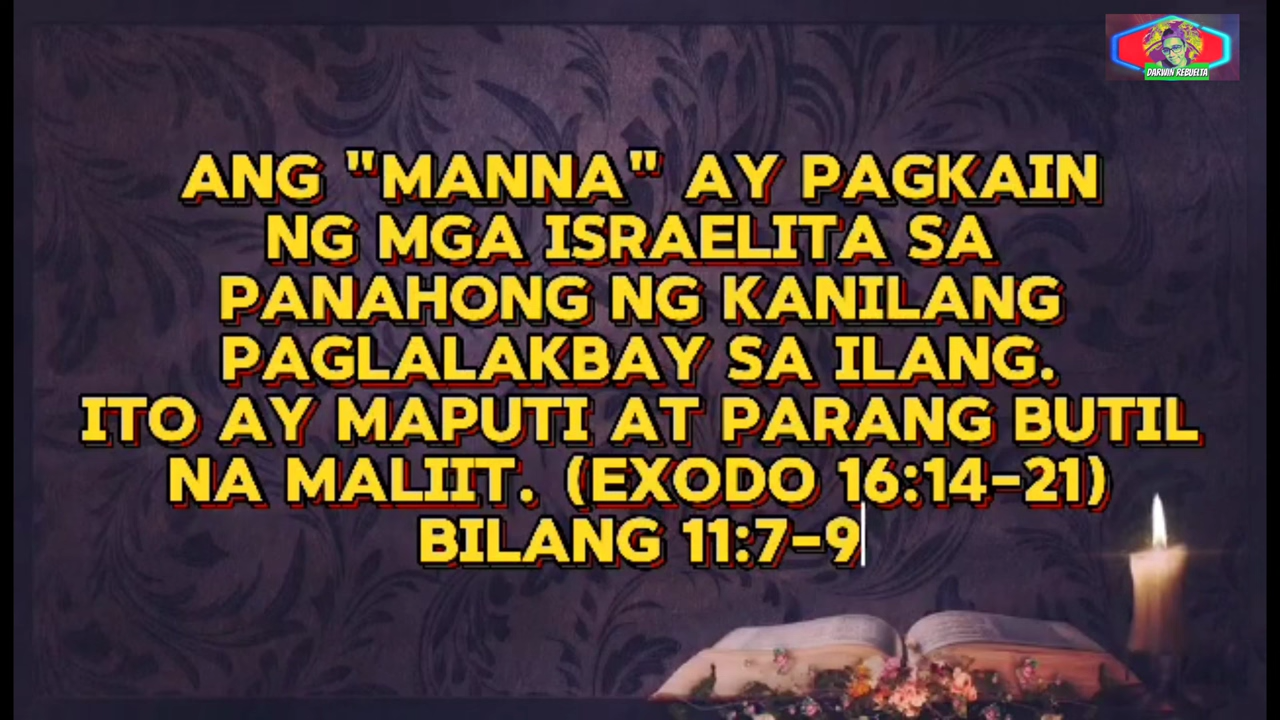 DARWIN REBUELTA
ANG "MANNA" AY PAGKAIN
NG MGA ISRAELITA SA
PANAHONG NG KANILANG
PAGLALAKBAY SA ILANG.
ITO AY MAPUTI AT PARANG BUTIL
NA MALIIT. (EXODO 16:14-21)
BILANG 11:7-9